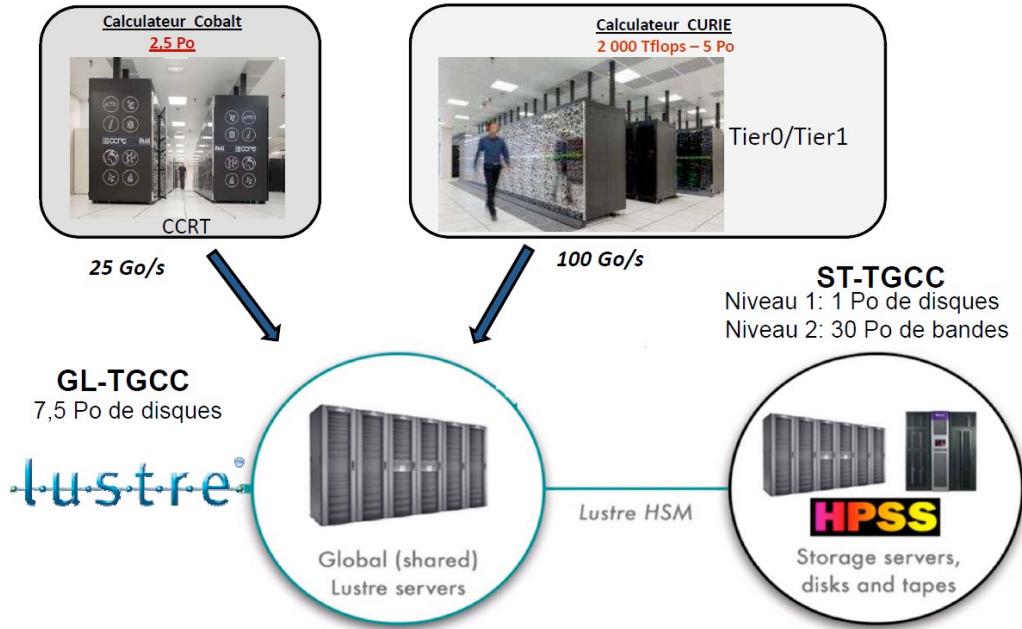 Calculateur Cobalt
2,5 Po
CCRT
Calculateur CURIE
2 000 Tflops – 5 Po
Tier0/Tier1
25 Go/s
100 Go/s
ST-TGCC
Niveau 1: 1 Po de disques
Niveau 2: 30 Po de bandes
GL-TGCC
7,5 Po de disques
l·u·s·t·r·e®
Global (shared)
Lustre servers
Lustre HSM
HPSS
Storage servers,
disks and tapes